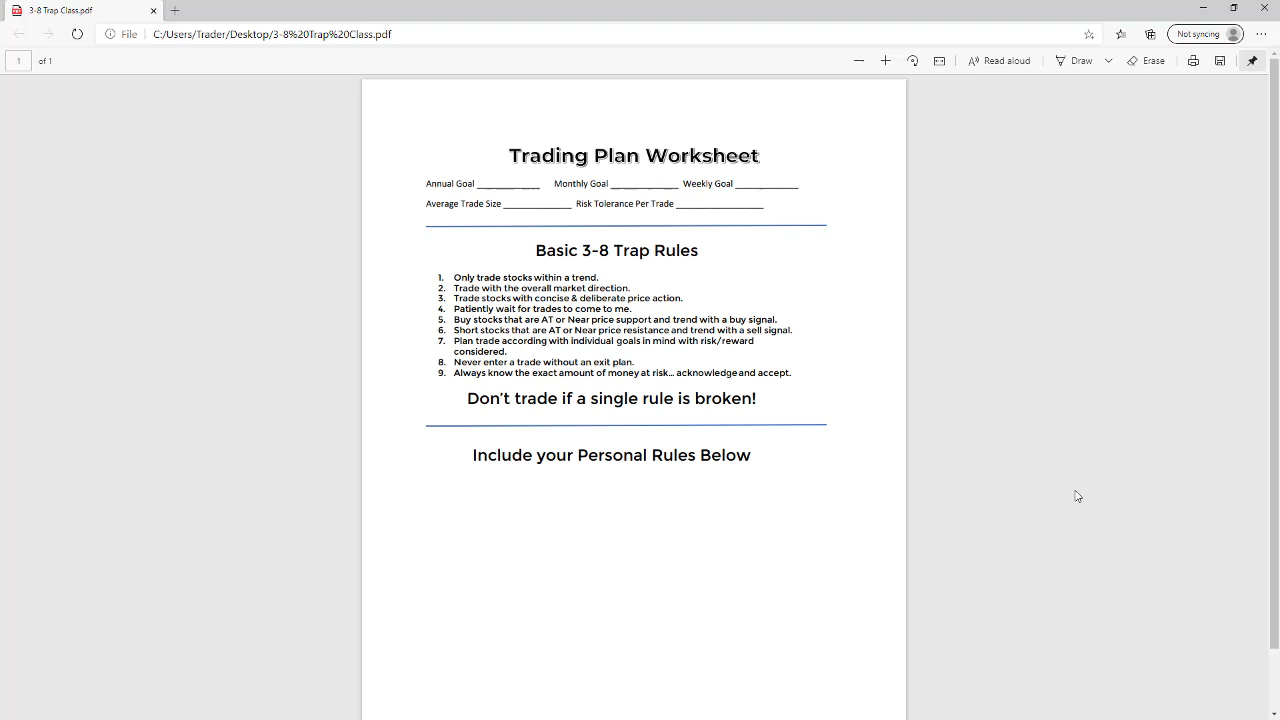 3-8 Trap Class.pdf
File C:/Users/Trader/Desktop/3-8%20Trap%20Class.pdf Not syncing
1 of 1 Read aloud Draw Erase
Trading Plan Worksheet
Annual Goal ____________ Monthly Goal ____________ Weekly Goal ____________
Average Trade Size ____________ Risk Tolerance Per Trade ________________
Basic 3-8 Trap Rules
1. Only trade stocks within a trend.
2. Trade with the overall market direction.
3. Trade stocks with concise & deliberate price action.
4. Patiently wait for trades to come to me.
5. Buy stocks that are AT or Near price support and trend with a buy signal.
6. Short stocks that are AT or Near price resistance and trend with a sell signal.
7. Plan trade according with individual goals in mind with risk/reward
considered.
8. Never enter a trade without an exit plan.
9. Always know the exact amount of money at risk... acknowledge and accept.
Don't trade if a single rule is broken!
Include your Personal Rules Below